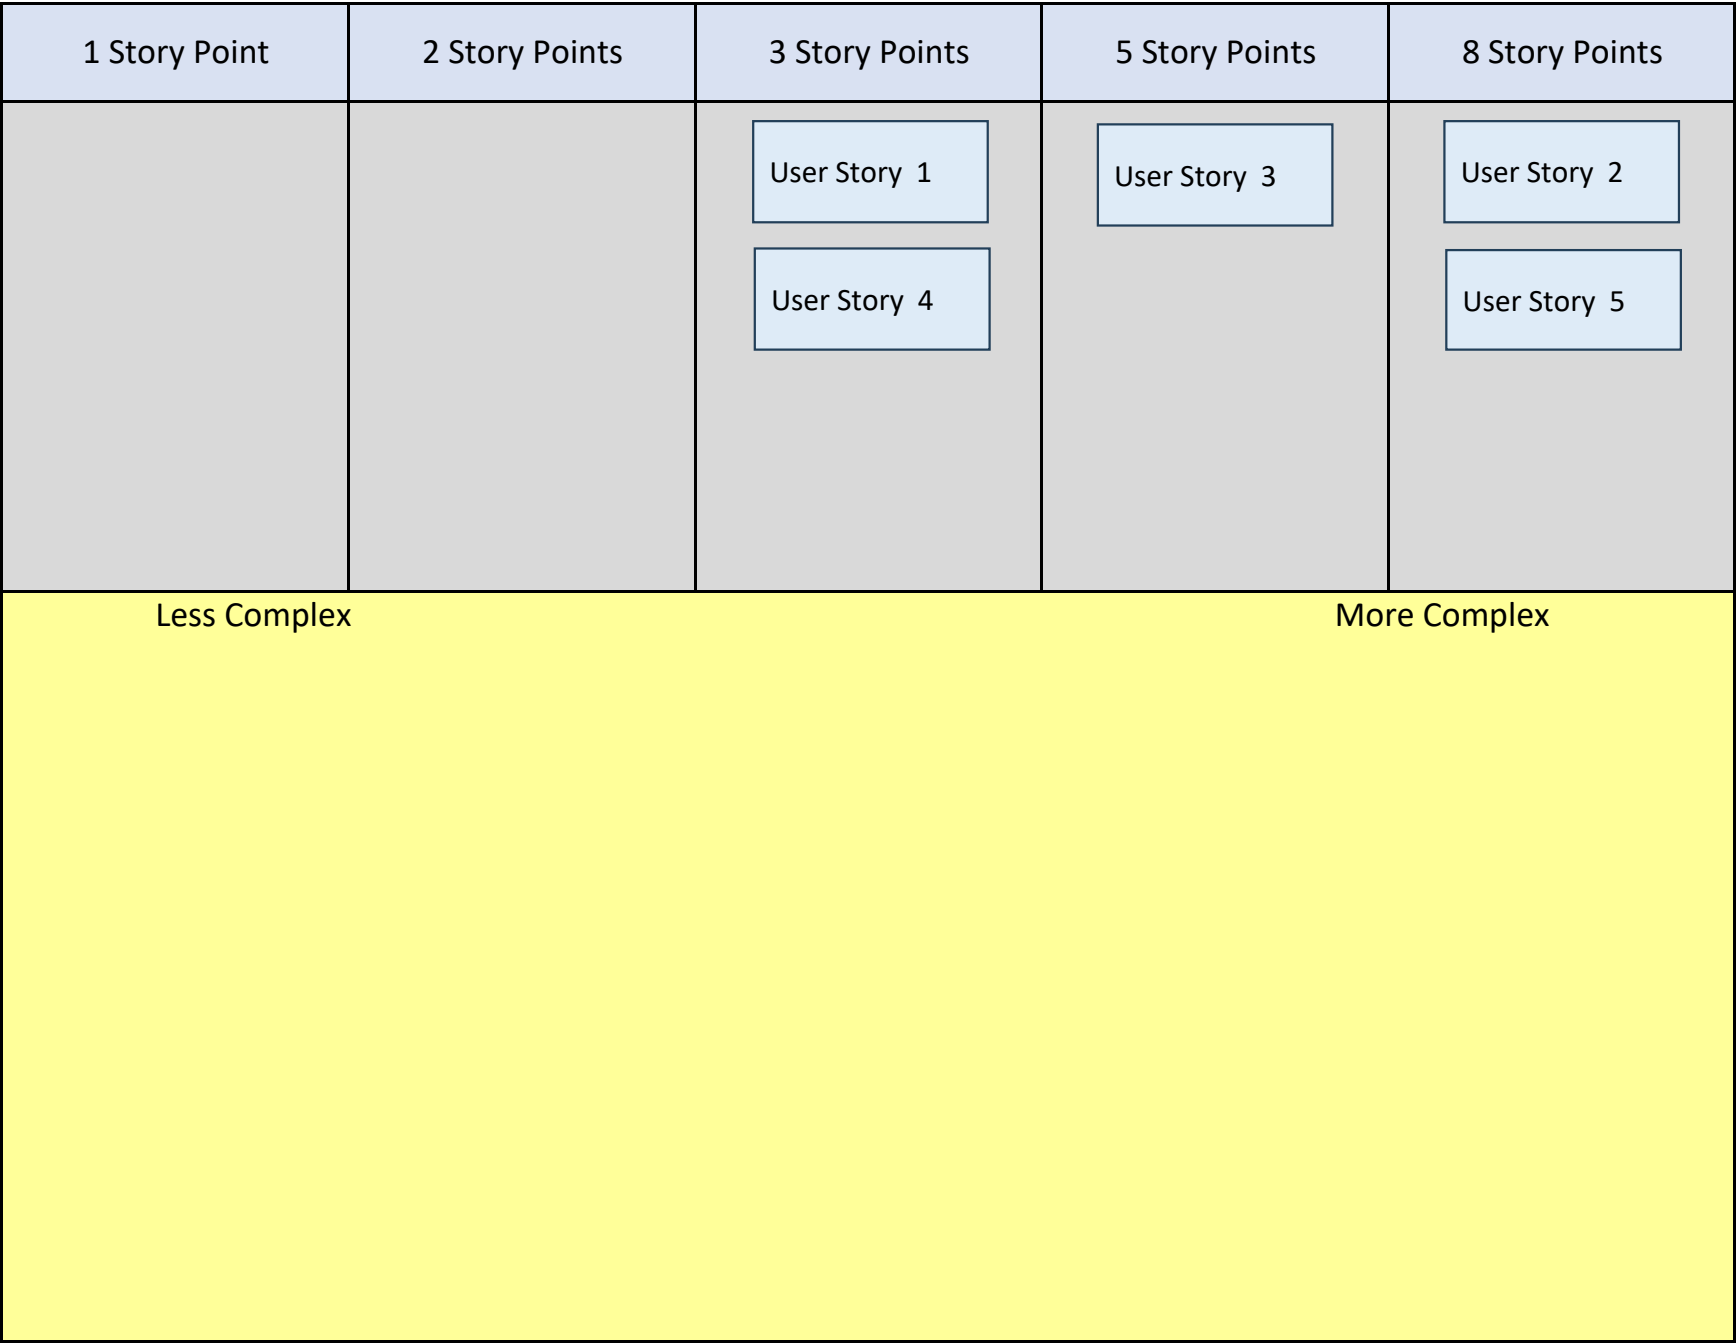 1 Story Point
2 Story Points
3 Story Points
5 Story Points
8 Story Points
User Story  1
User Story  3
User Story  2
User Story  4
User Story  5
Less Complex
More Complex